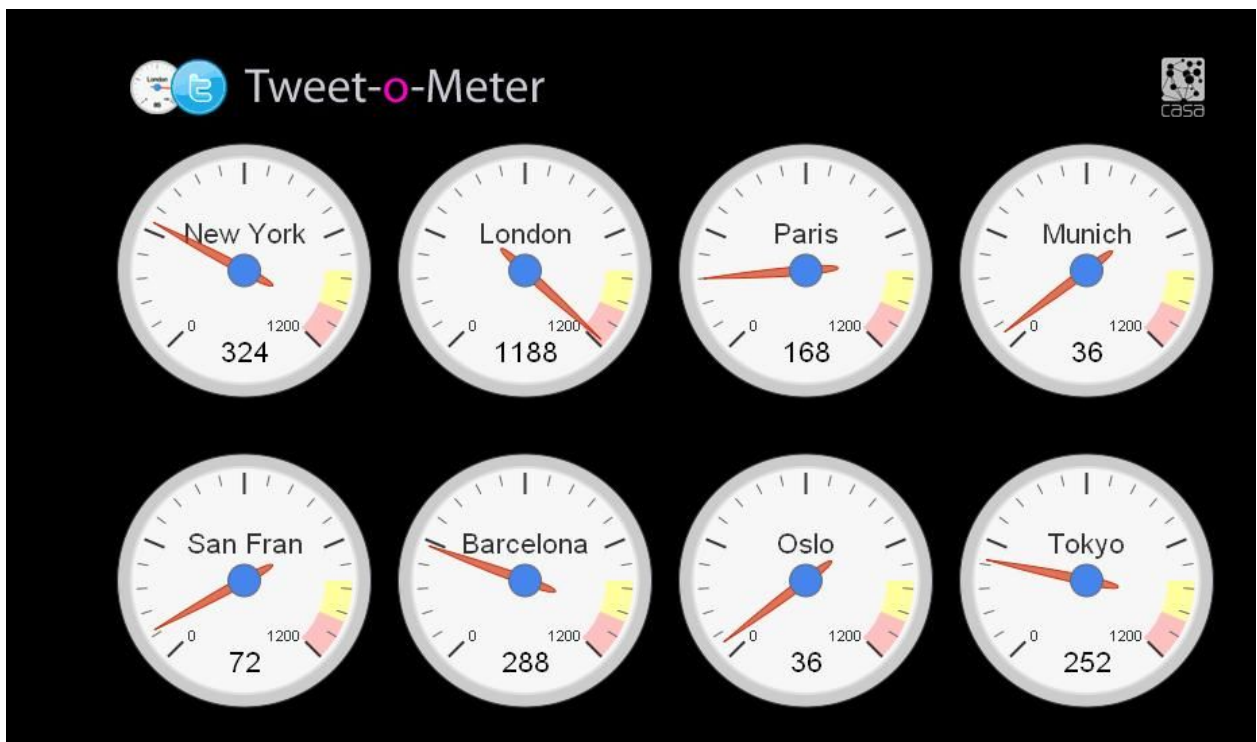 Tweet-o-Meter
London
casa
New York
0 1200
324
London
0 1200
1188
Paris
0 1200
168
Munich
0 1200
36
San Fran
0 1200
72
Barcelona
0 1200
288
Oslo
0 1200
36
Tokyo
0 1200
252